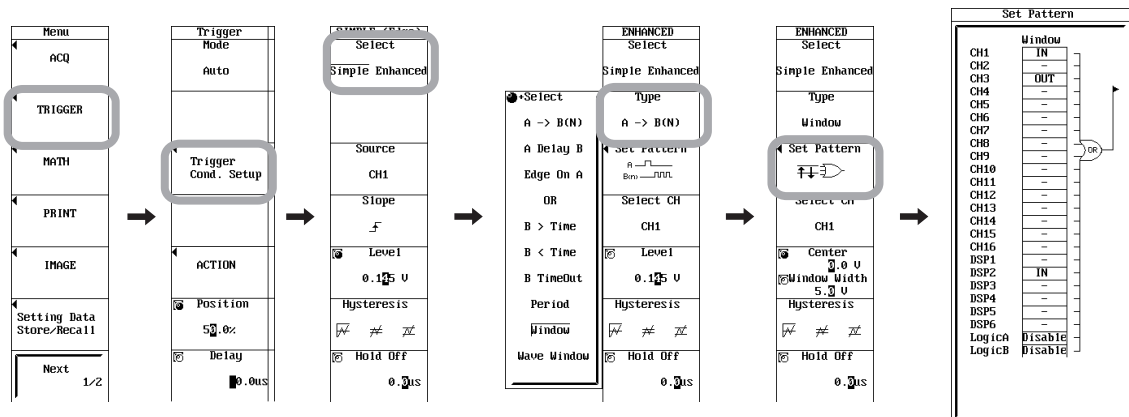 Menu
ACQ
TRIGGER
MATH
PRINT
IMAGE
Setting Data
Store/Recall
Next
1/2
Trigger
Mode
Auto
Trigger
Cond. Setup
ACTION
Position
50.0%
Delay
0.0us
SIMPLE (Edge)
Select
Simple Enhanced
Source
CH1
Slope
Level
0.145 V
Hysteresis
Hold Off
0.0us
Select
A -> B(N)
A Delay B
Edge On A
OR
B > Time
B < Time
B TimeOut
Period
Window
Wave Window
ENHANCED
Select
Simple Enhanced
Type
A -> B(N)
Set Pattern
A
B(n)
Select CH
CH1
Level
0.145 V
Hysteresis
Hold Off
0.0us
ENHANCED
Select
Simple Enhanced
Type
Window
Set Pattern
Select CH
CH1
Center
0.0 V
Window Width
5.0 V
Hysteresis
Hold Off
0.0us
Set Pattern
Window
CH1 IN
CH2 -
CH3 OUT
CH4 -
CH5 -
CH6 -
CH7 -
CH8 -
CH9 -
CH10 -
CH11 -
CH12 -
CH13 -
CH14 -
CH15 -
CH16 -
DSP1 -
DSP2 IN
DSP3 -
DSP4 -
DSP5 -
DSP6 -
LogicA Disable
LogicB Disable
OR